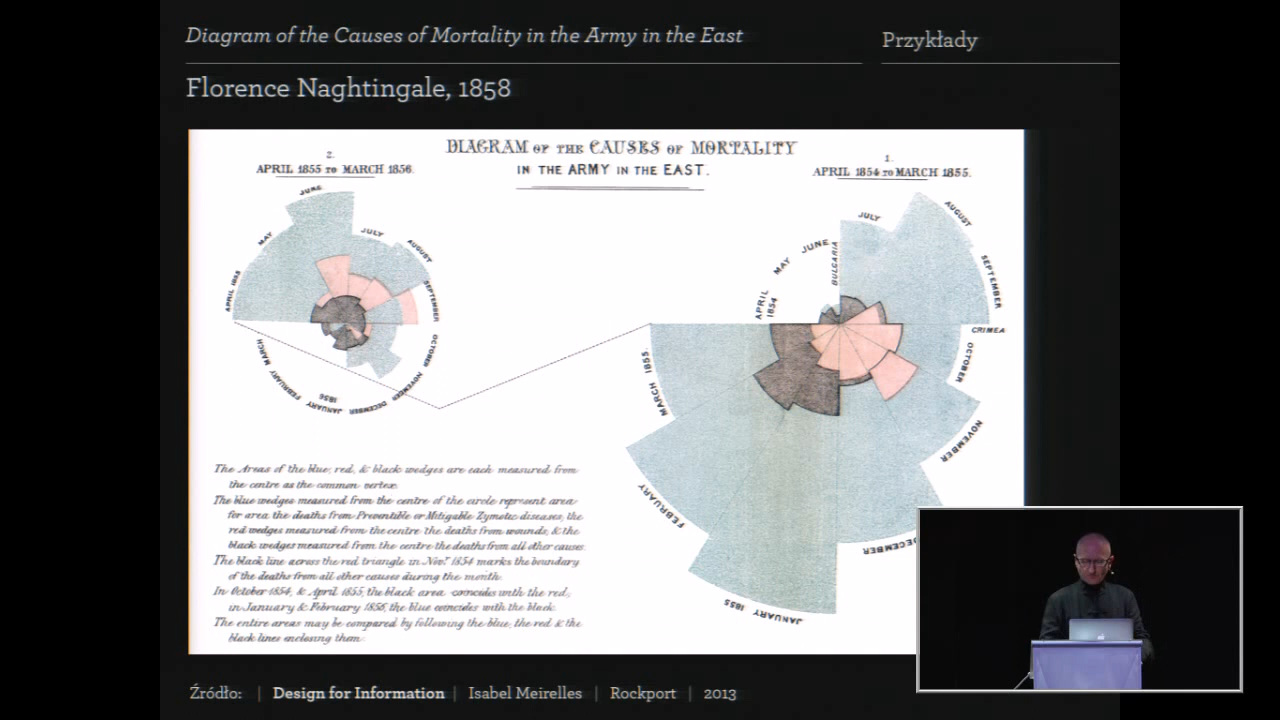 Diagram of the Causes of Mortality in the Army in the East
Przykłady
Florence Naghtingale, 1858
DIAGRAM OF THE CAUSES OF MORTALITY
IN THE ARMY IN THE EAST.
2.
APRIL 1855 TO MARCH 1856.
1.
APRIL 1854 TO MARCH 1855.
APRIL 1855
MAY
JUNE
JULY
AUGUST
SEPTEMBER
OCTOBER
NOVEMBER
DECEMBER
JANUARY 1856
FEBRUARY
MARCH
APRIL 1854
MAY
JUNE
BULGARIA
JULY
AUGUST
SEPTEMBER
CRIMEA
OCTOBER
NOVEMBER
DECEMBER
JANUARY 1855
FEBRUARY
MARCH 1855
The Areas of the blue, red, & black wedges are each measured from
the centre as the common vertex.
The blue wedges measured from the centre of the circle represent area
for area the deaths from Preventible or Mitigable Zymotic diseases, the
red wedges measured from the centre the deaths from wounds, & the
black wedges measured from the centre the deaths from all other causes.
The black line across the red triangle in Novr. 1854 marks the boundary
of the deaths from all other causes during the month.
In October 1854, & April 1855, the black area coincides with the red,
in January & February 1856, the blue coincides with the black.
The entire areas may be compared by following the blue, the red & the
black lines enclosing them.
Źródło: | Design for Information | Isabel Meirelles | Rockport | 2013